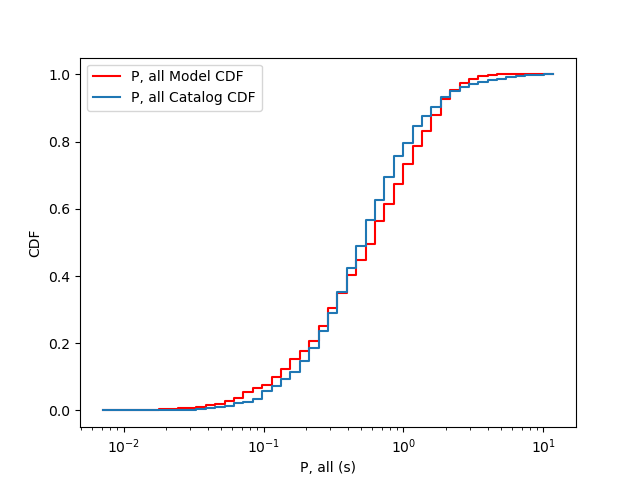 P, all Model CDF
P, all Catalog CDF
1.0
0.8
0.6
0.4
0.2
0.0
CDF
10⁻² 10⁻¹ 10⁰ 10¹
P, all (s)